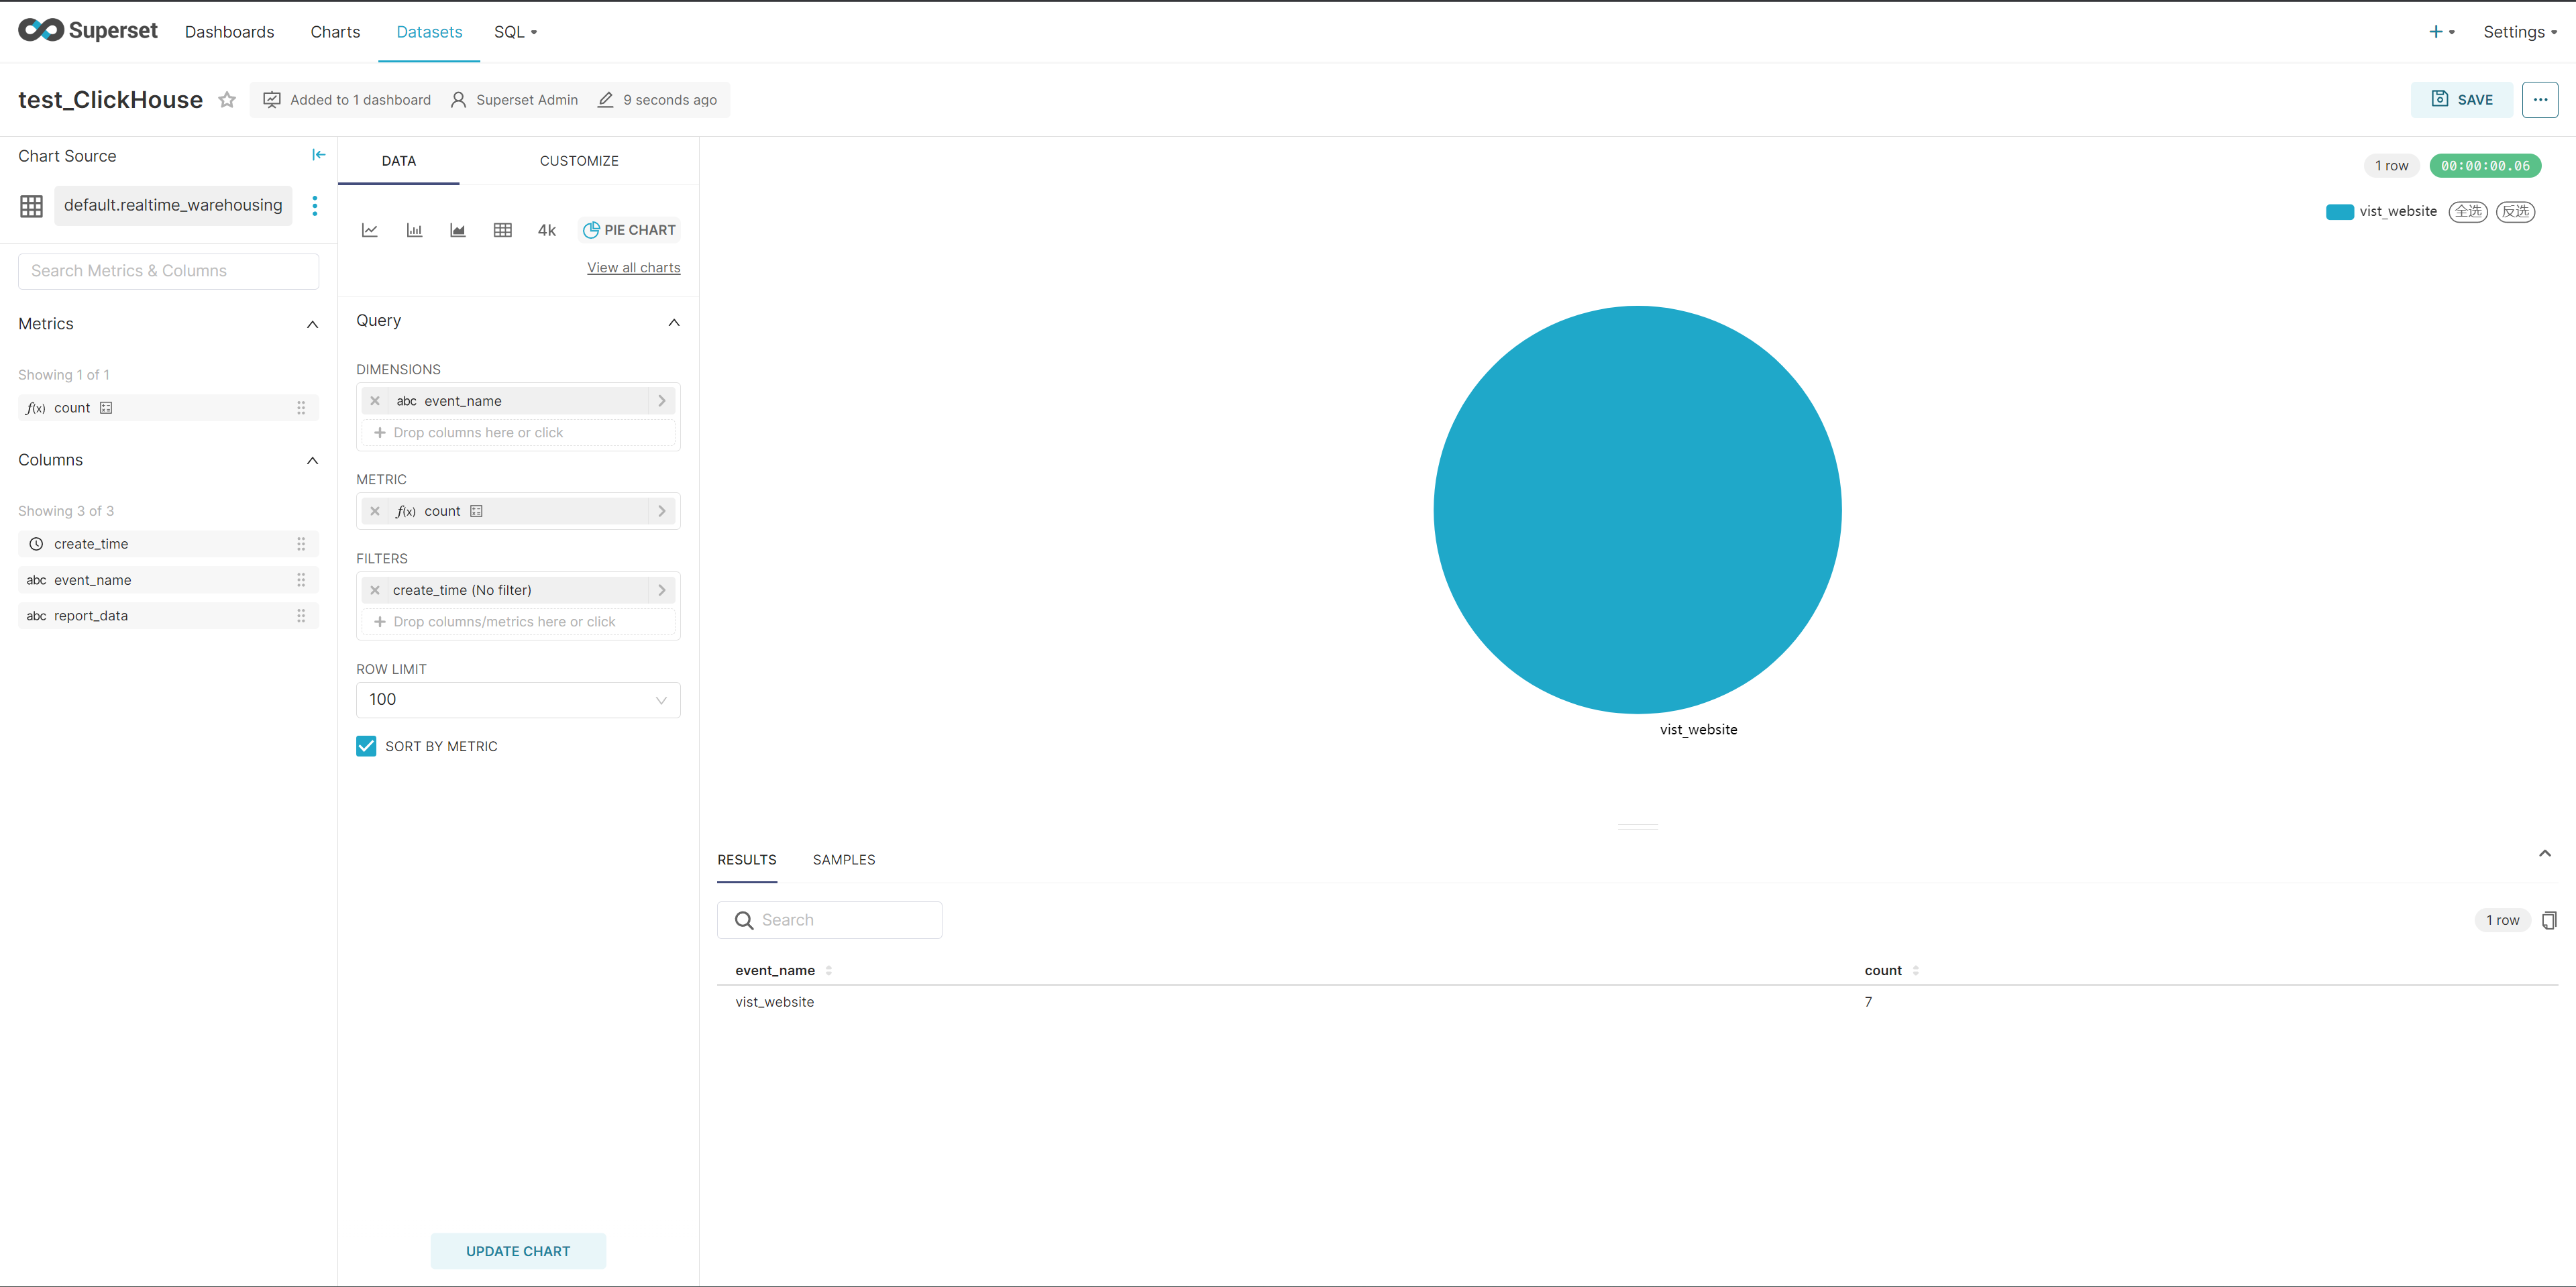 Superset Dashboards Charts Datasets SQL Settings
test_ClickHouse Added to 1 dashboard Superset Admin 9 seconds ago SAVE
Chart Source
default.realtime_warehousing
Search Metrics & Columns
Metrics
Showing 1 of 1
f(x) count
Columns
Showing 3 of 3
create_time
abc event_name
abc report_data
DATA CUSTOMIZE
4k PIE CHART
View all charts
Query
DIMENSIONS
abc event_name
Drop columns here or click
METRIC
f(x) count
FILTERS
create_time (No filter)
Drop columns/metrics here or click
ROW LIMIT
100
SORT BY METRIC
UPDATE CHART
1 row 00:00:00.06
vist_website 全选 反选
vist_website
RESULTS SAMPLES
Search 1 row
event_name count
vist_website 7